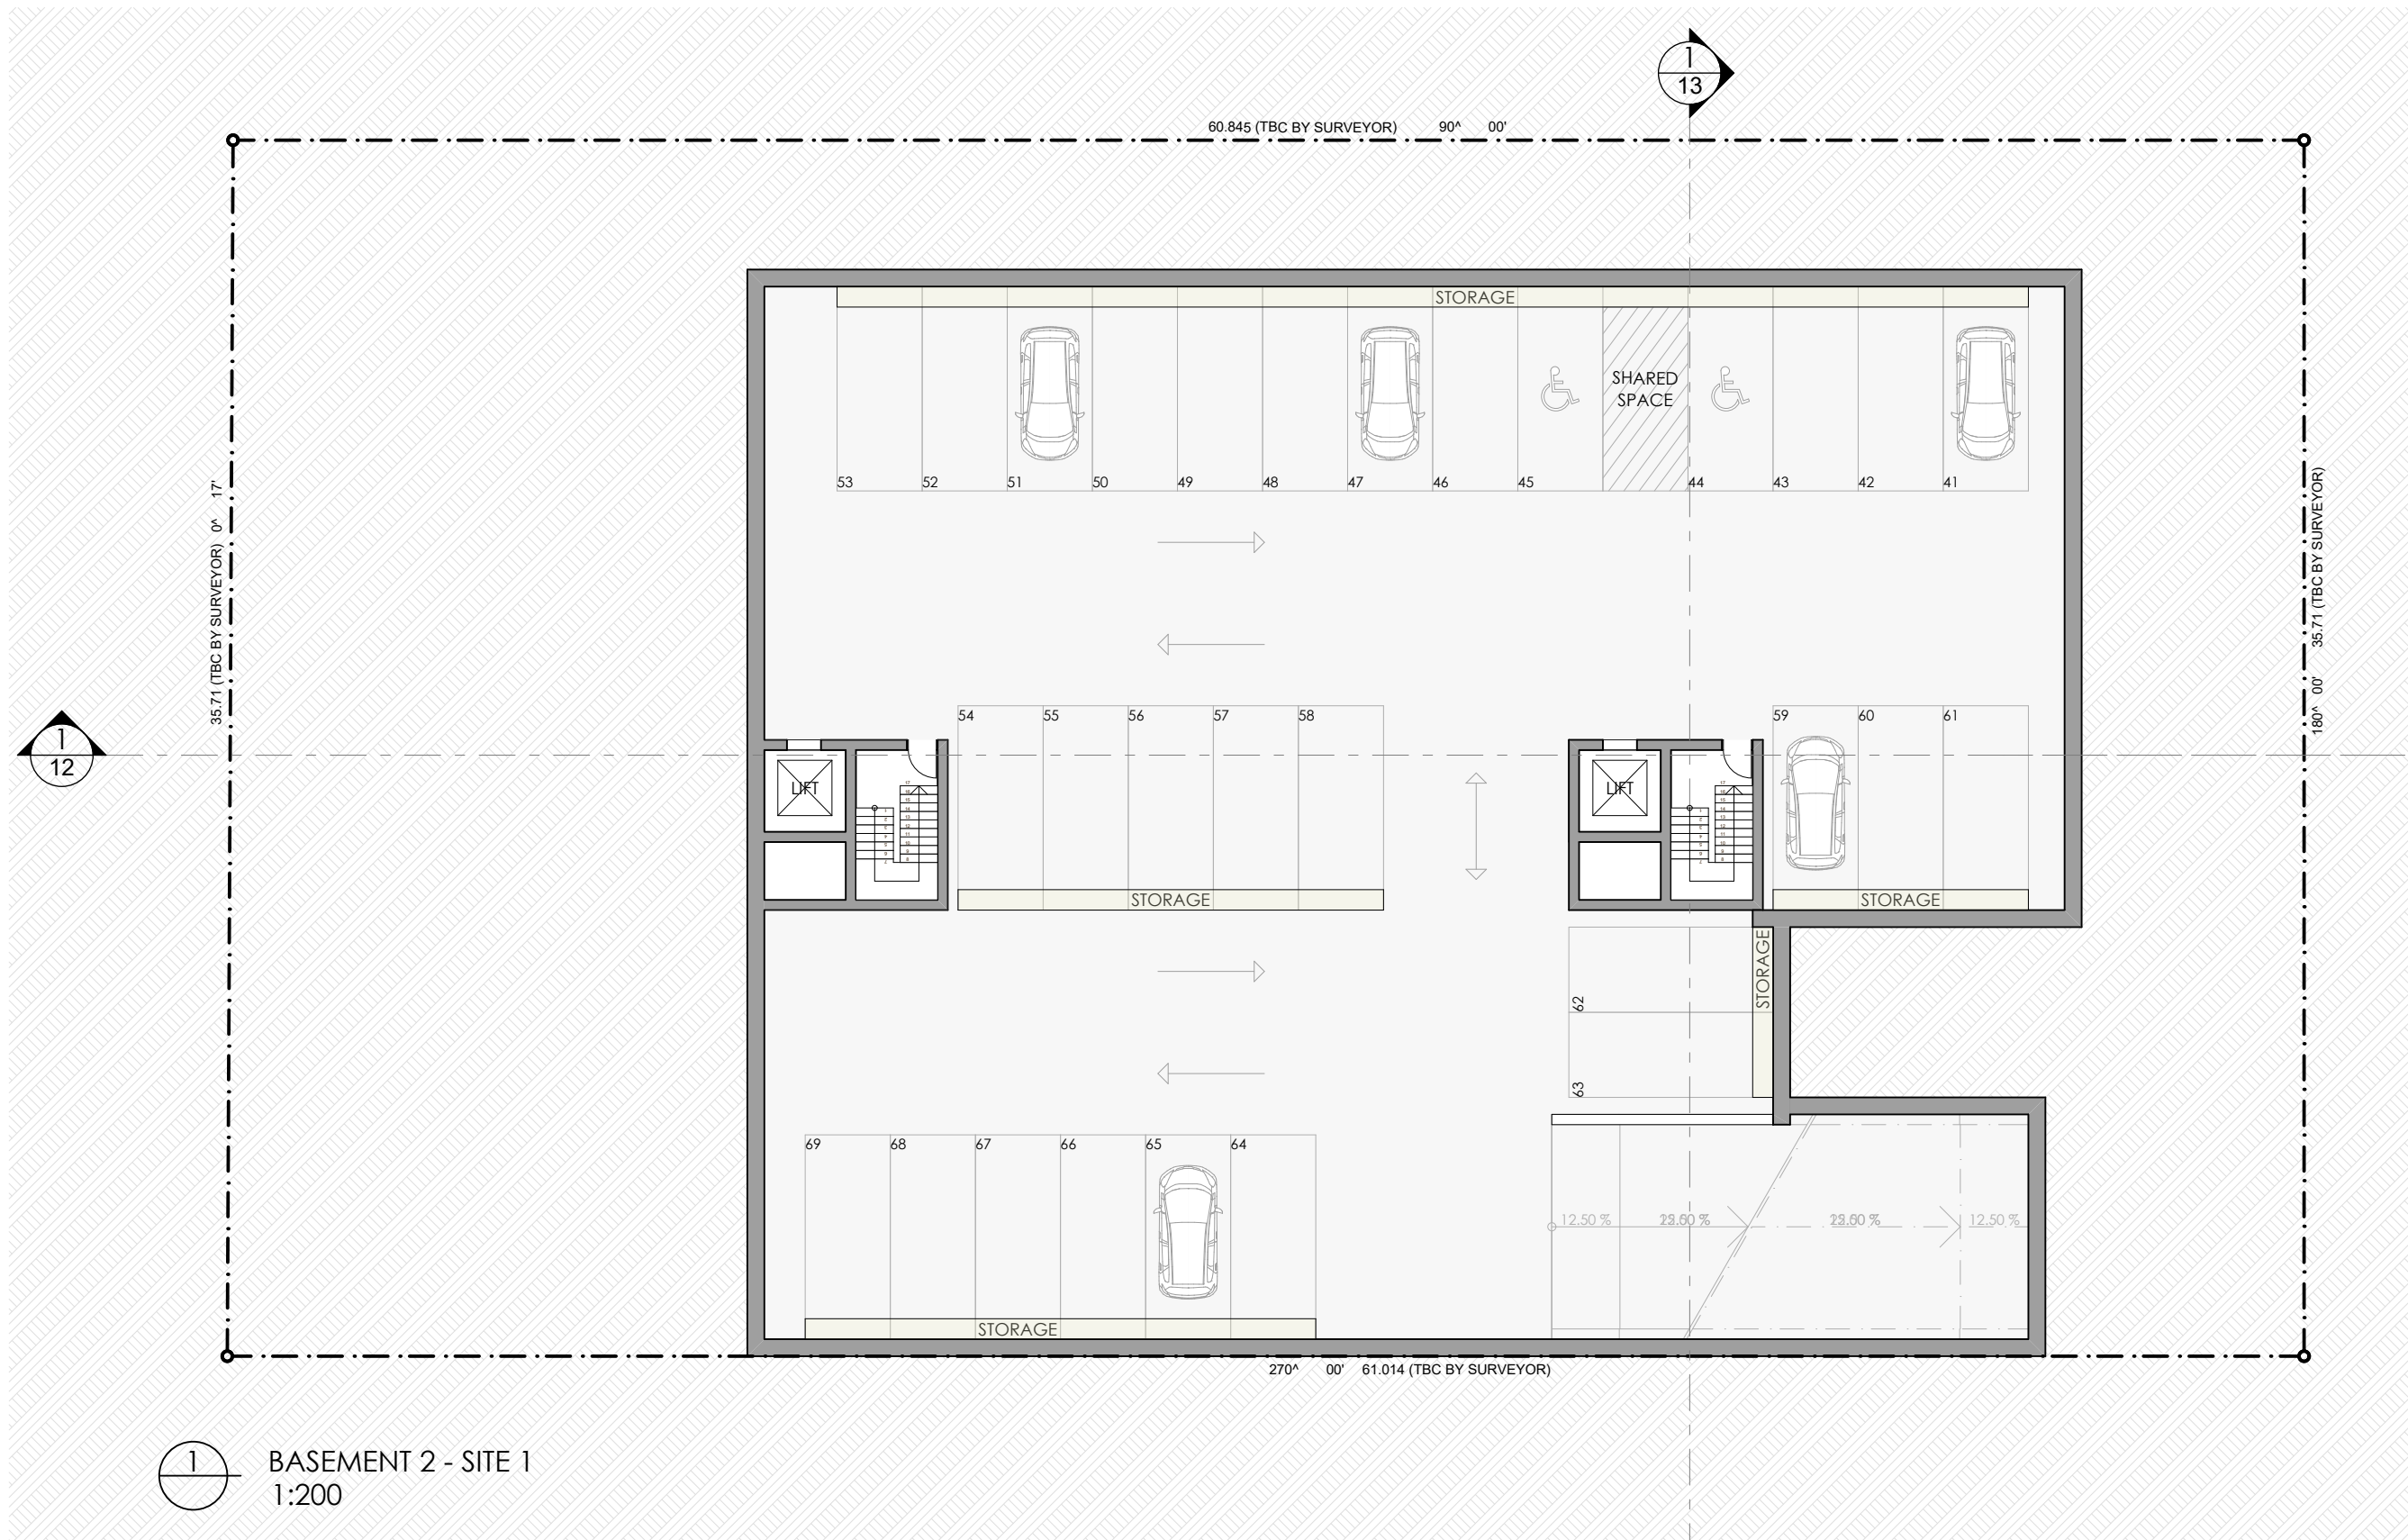 1
13
60.845 (TBC BY SURVEYOR) 90^ 00'
STORAGE
SHARED
SPACE
53 52 51 50 49 48 47 46 45 44 43 42 41
35.71 (TBC BY SURVEYOR) 0^ 17'
180^ 00' 35.71 (TBC BY SURVEYOR)
54 55 56 57 58 59 60 61
1
12
LIFT
LIFT
STORAGE
STORAGE
STORAGE
62
63
69 68 67 66 65 64
12.50 % 12.50 %
STORAGE
270^ 00' 61.014 (TBC BY SURVEYOR)
1
BASEMENT 2 - SITE 1
1:200